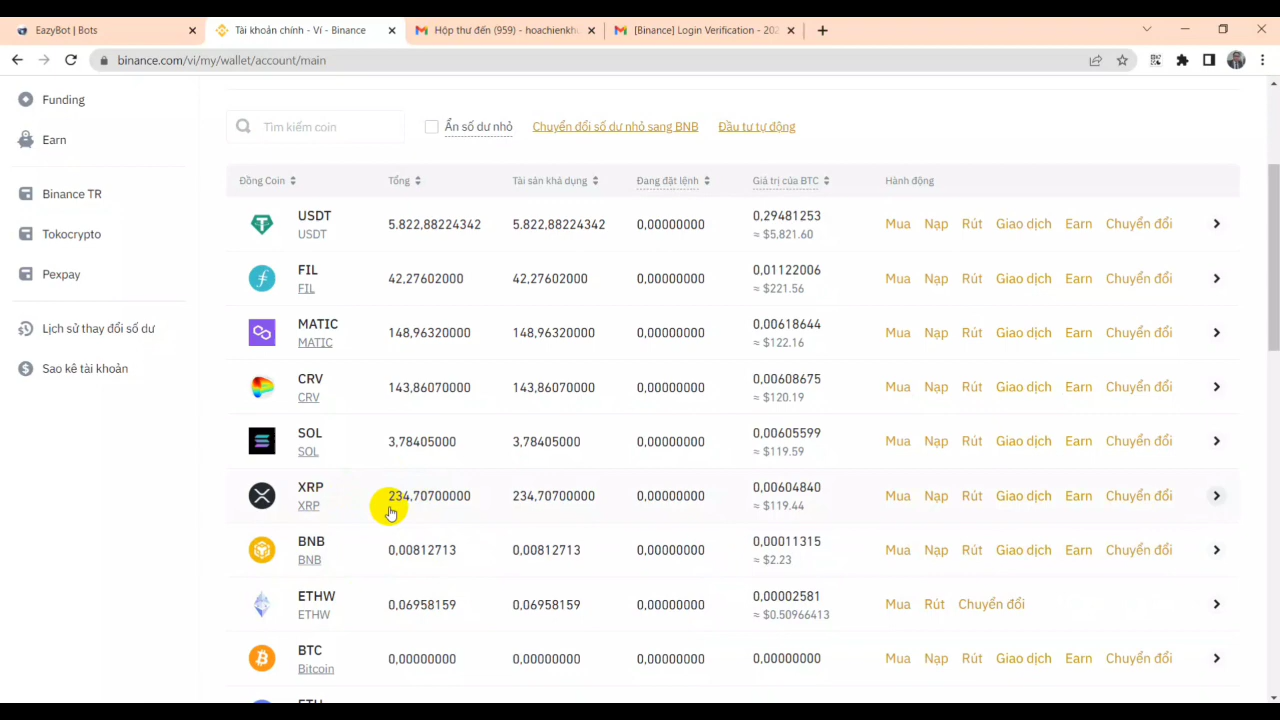 EazyBot | Bots
Tài khoản chính - Ví - Binance
Hộp thư đến (959) - hoachienkh
[Binance] Login Verification - 202
binance.com/vi/my/wallet/account/main
Funding
Earn
Binance TR
Tokocrypto
Pexpay
Lịch sử thay đổi số dư
Sao kê tài khoản
Tìm kiếm coin
Ẩn số dư nhỏ
Chuyển đổi số dư nhỏ sang BNB
Đầu tư tự động
Đồng Coin Tổng Tài sản khả dụng Đang đặt lệnh Giá trị của BTC Hành động
USDT
USDT
5.822,88224342 5.822,88224342 0,00000000 0,29481253
≈ $5,821.60
Mua Nạp Rút Giao dịch Earn Chuyển đổi
FIL
FIL
42,27602000 42,27602000 0,00000000 0,01122006
≈ $221.56
Mua Nạp Rút Giao dịch Earn Chuyển đổi
MATIC
MATIC
148,96320000 148,96320000 0,00000000 0,00618644
≈ $122.16
Mua Nạp Rút Giao dịch Earn Chuyển đổi
CRV
CRV
143,86070000 143,86070000 0,00000000 0,00608675
≈ $120.19
Mua Nạp Rút Giao dịch Earn Chuyển đổi
SOL
SOL
3,78405000 3,78405000 0,00000000 0,00605599
≈ $119.59
Mua Nạp Rút Giao dịch Earn Chuyển đổi
XRP
XRP
234,70700000 234,70700000 0,00000000 0,00604840
≈ $119.44
Mua Nạp Rút Giao dịch Earn Chuyển đổi
BNB
BNB
0,00812713 0,00812713 0,00000000 0,00011315
≈ $2.23
Mua Nạp Rút Giao dịch Earn Chuyển đổi
ETHW
ETHW
0,06958159 0,06958159 0,00000000 0,00002581
≈ $0.50966413
Mua Rút Chuyển đổi
BTC
Bitcoin
0,00000000 0,00000000 0,00000000 0,00000000
Mua Nạp Rút Giao dịch Earn Chuyển đổi